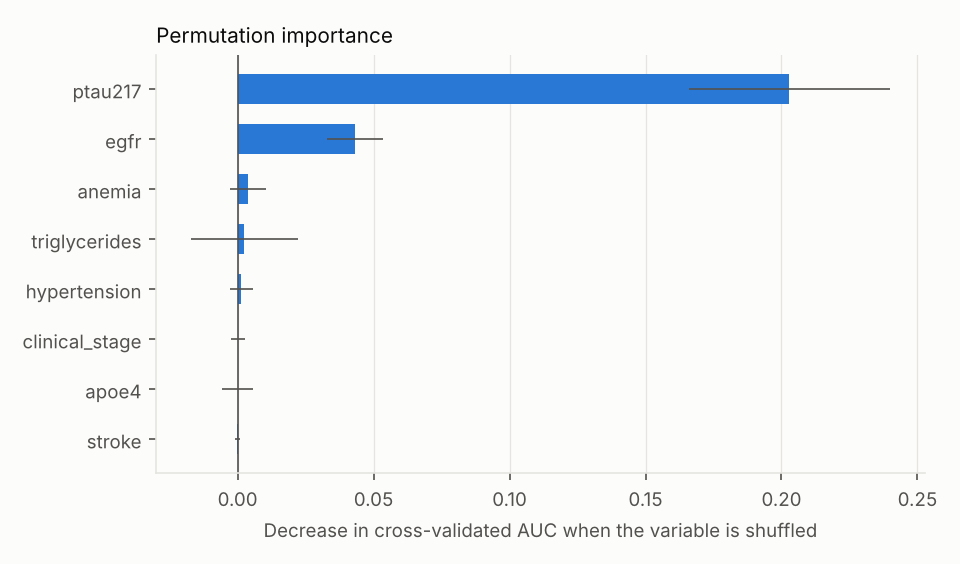 Permutation importance
ptau217
egfr
anemia
triglycerides
hypertension
clinical_stage
apoe4
stroke
0.00 0.05 0.10 0.15 0.20 0.25
Decrease in cross-validated AUC when the variable is shuffled